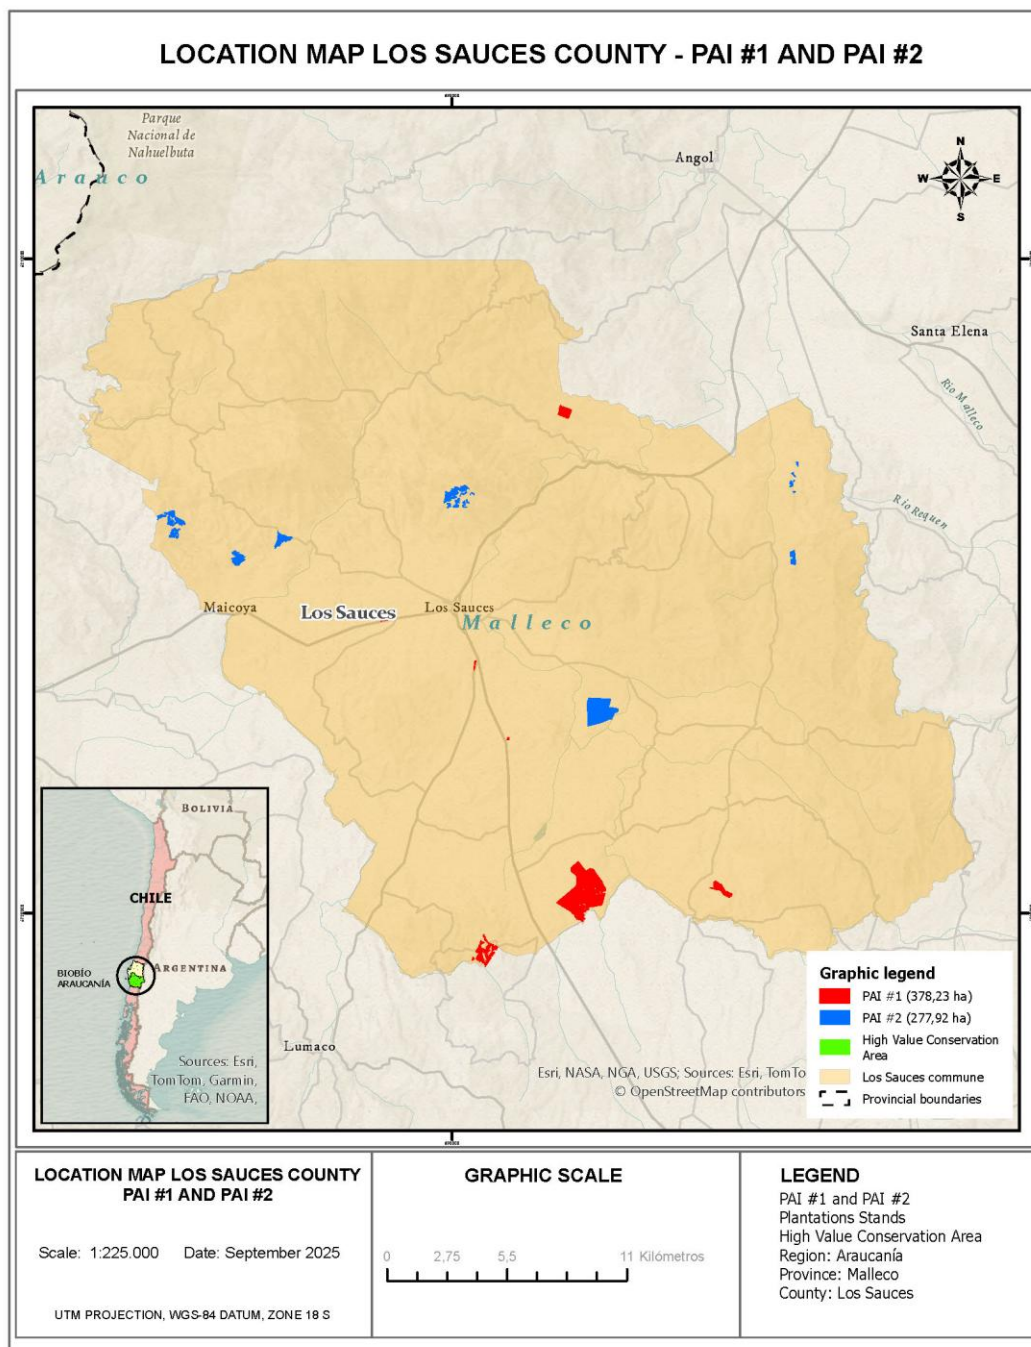 LOCATION MAP LOS SAUCES COUNTY - PAI #1 AND PAI #2
Parque
Nacional de
Nahuelbuta
Arauco
Angol
N
W
E
S
Santa Elena
Rio Malleco
Rio Requen
Maicoya
Los Sauces
Los Sauces
Malleco
BOLIVIA
CHILE
ARGENTINA
BIOBÍO
ARAUCANÍA
Sources: Esri,
TomTom, Garmin,
FAO, NOAA,
Lumaco
Esri, NASA, NGA, USGS; Sources: Esri, TomTo
© OpenStreetMap contributors
Graphic legend
PAI #1 (378,23 ha)
PAI #2 (277,92 ha)
High Value Conservation
Area
Los Sauces commune
Provincial boundaries
LOCATION MAP LOS SAUCES COUNTY
PAI #1 AND PAI #2
Scale: 1:225.000 Date: September 2025
UTM PROJECTION, WGS-84 DATUM, ZONE 18 S
GRAPHIC SCALE
0 2,75 5,5 11 Kilómetros
LEGEND
PAI #1 and PAI #2
Plantations Stands
High Value Conservation Area
Region: Araucanía
Province: Malleco
County: Los Sauces